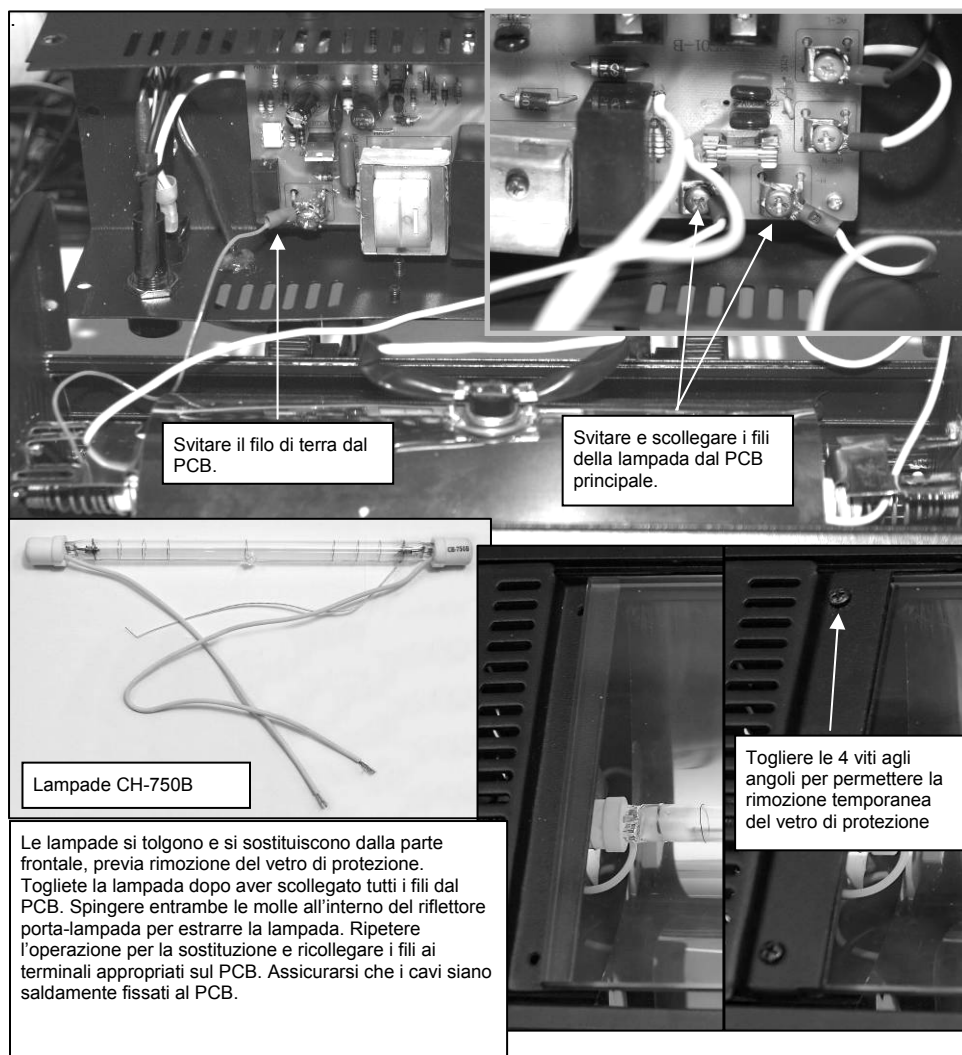 Svitare il filo di terra dal
PCB.
Svitare e scollegare i fili
della lampada dal PCB
principale.
CH-750B
Lampade CH-750B
Togliere le 4 viti agli
angoli per permettere la
rimozione temporanea
del vetro di protezione
Le lampade si tolgono e si sostituiscono dalla parte
frontale, previa rimozione del vetro di protezione.
Togliete la lampada dopo aver scollegato tutti i fili dal
PCB. Spingere entrambe le molle all’interno del riflettore
porta-lampada per estrarre la lampada. Ripetere
l’operazione per la sostituzione e ricollegare i fili ai
terminali appropriati sul PCB. Assicurarsi che i cavi siano
saldamente fissati al PCB.